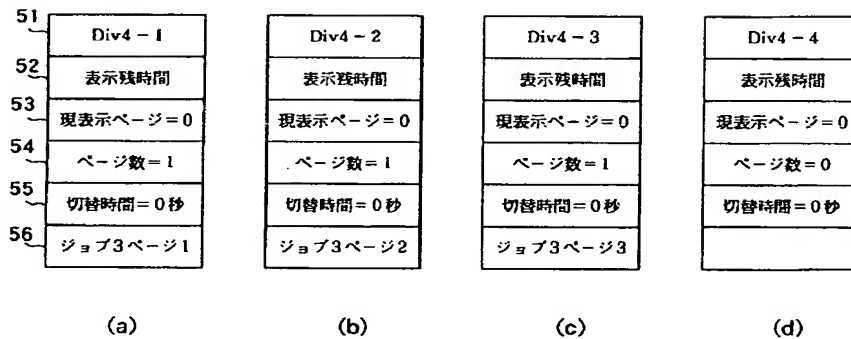 51
Div4-1
52
表示残時間
53
現表示ページ=0
54
ページ数=1
55
切替時間=0秒
56
ジョブ3ページ1
(a)
Div4-2
表示残時間
現表示ページ=0
ページ数=1
切替時間=0秒
ジョブ3ページ2
(b)
Div4-3
表示残時間
現表示ページ=0
ページ数=1
切替時間=0秒
ジョブ3ページ3
(c)
Div4-4
表示残時間
現表示ページ=0
ページ数=0
切替時間=0秒
(d)